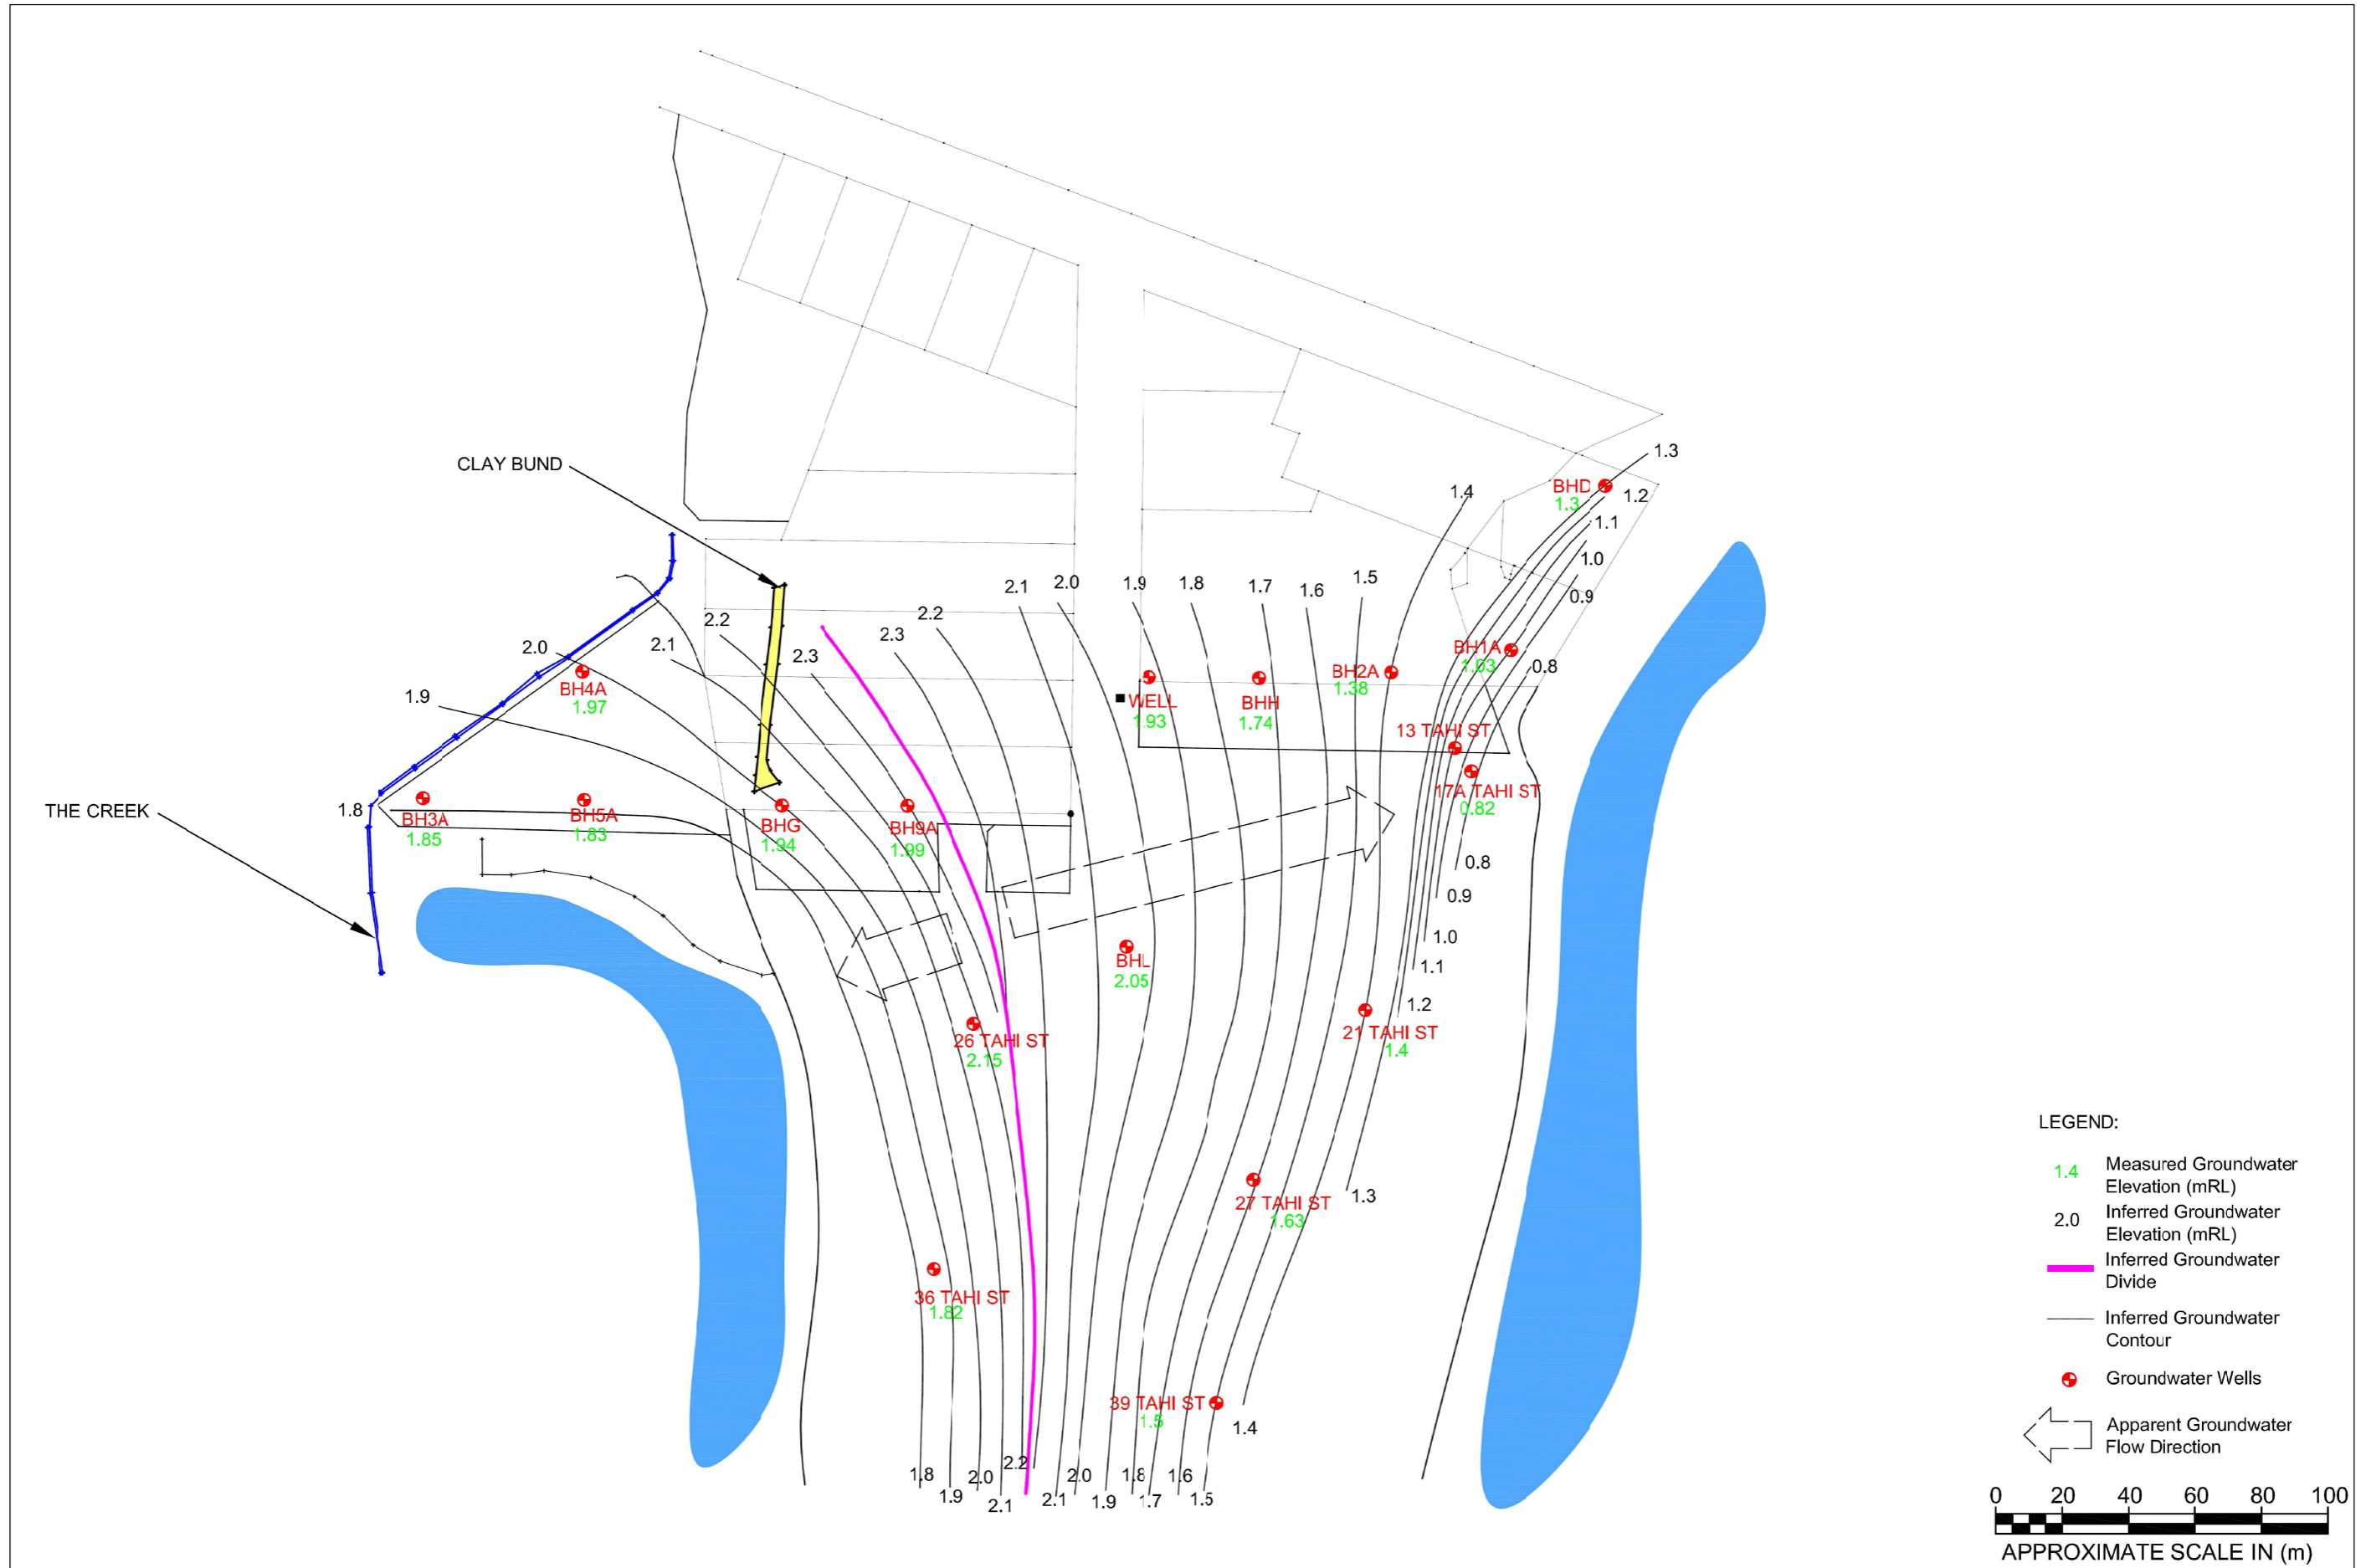 1.3
CLAY BUND
BHD
1.3
1.4
1.2
1.1
1.0
0.9
2.2
2.1
2.0
1.9
1.8
1.7
1.6
1.5
2.2
2.3
2.3
2.1
2.0
1.9
BH4A
1.97
BH1A
1.03
0.8
BH2A
1.38
WELL
1.93
BHH
1.74
13 TAHI ST
17A TAHI ST
0.82
THE CREEK
1.8
BH3A
1.85
BH5A
1.83
BHG
1.94
BH9A
1.99
0.8
0.9
1.0
1.1
1.2
BHL
2.05
26 TAHI ST
2.15
21 TAHI ST
1.4
27 TAHI ST
1.63
1.3
36 TAHI ST
1.82
39 TAHI ST
1.5
1.4
1.8
1.9
2.0
2.1
2.2
2.1
2.0
1.9
1.8
1.7
1.6
1.5
LEGEND:
1.4
Measured Groundwater
Elevation (mRL)
2.0
Inferred Groundwater
Elevation (mRL)
Inferred Groundwater
Divide
Inferred Groundwater
Contour
Groundwater Wells
Apparent Groundwater
Flow Direction
0 20 40 60 80 100
APPROXIMATE SCALE IN (m)